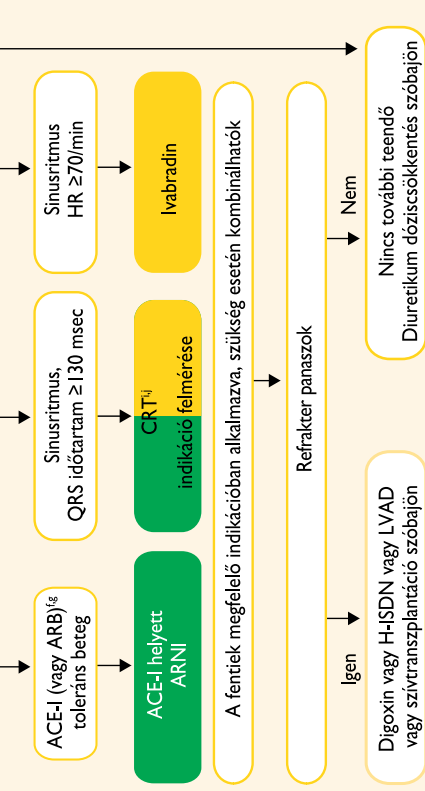 ACE-I (vagy ARB)f,g
toleráns beteg
Sinusritmus,
QRS időtartam ≥130 msec
Sinusritmus
HR ≥70/min
ACE-I helyett
ARNI
CRTi,j
indikáció felmérése
Ivabradin
A fentiek megfelelő indikációban alkalmazva, szükség esetén kombinálhatók
Refrakter panaszok
Igen
Nem
Digoxin vagy H-ISDN vagy LVAD
vagy szívtranszplantáció szóbajön
Nincs további teendő
Diuretikum dóziscsökkentés szóbajön